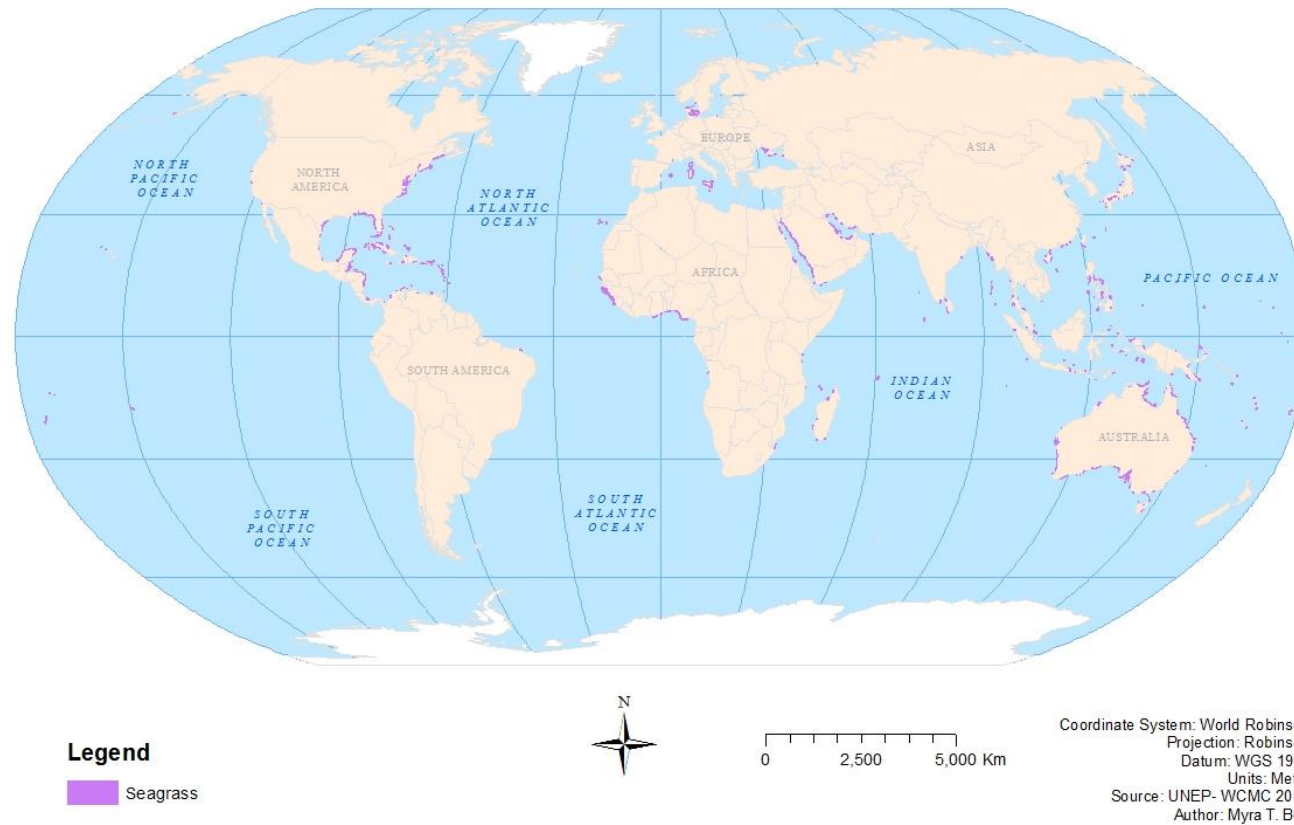 NORTH
PACIFIC
OCEAN
NORTH
AMERICA
NORTH
ATLANTIC
OCEAN
EUROPE
ASIA
AFRICA
PACIFIC OCEAN
SOUTH AMERICA
INDIAN
OCEAN
AUSTRALIA
SOUTH
PACIFIC
OCEAN
SOUTH
ATLANTIC
OCEAN
N
Legend
Seagrass
0 2,500 5,000 Km
Coordinate System: World Robins
Projection: Robins
Datum: WGS 19
Units: Me
Source: UNEP- WCMC 20
Author: Myra T. B